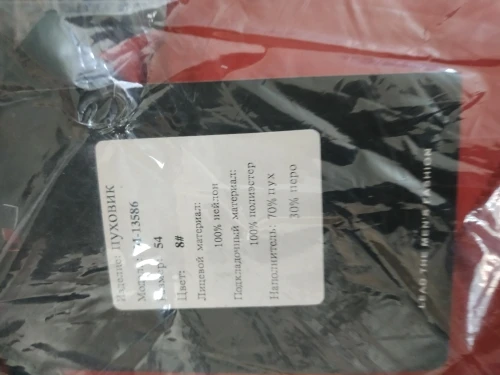 Изделие: ПУХОВИК
-13586
54
Цвет: 8#
Лицевой материал:
100% нейлон
Подкладочный материал:
100% полиэстер
Наполнитель: 70% пух
30% перо
LEAD THE MEN'S FASHION